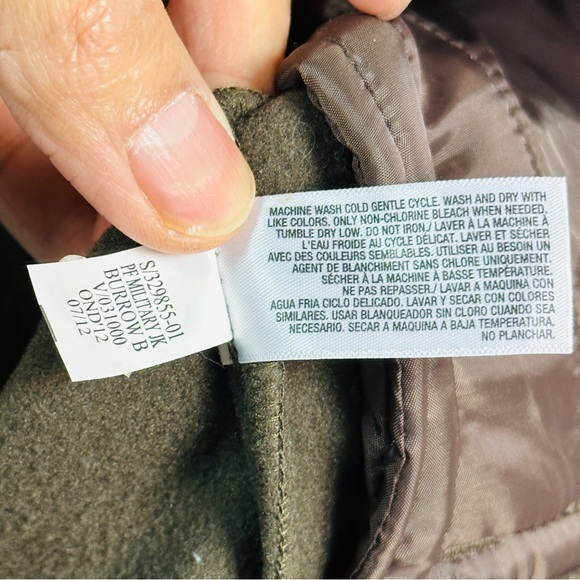 MACHINE WASH COLD GENTLE CYCLE. WASH AND DRY WITH
LIKE COLORS. ONLY NON-CHLORINE BLEACH WHEN NEEDED.
TUMBLE DRY LOW. DO NOT IRON./ LAVER À LA MACHINE À
L'EAU FROIDE AU CYCLE DÉLICAT. LAVER ET SÉCHER
AVEC DES COULEURS SEMBLABLES. UTILISER AU BESOIN UN
AGENT DE BLANCHIMENT SANS CHLORE UNIQUEMENT.
SÉCHER À LA MACHINE À BASSE TEMPÉRATURE.
NE PAS REPASSER./ LAVAR A MAQUINA CON
AGUA FRIA CICLO DELICADO. LAVAR Y SECAR CON COLORES
SIMILARES. USAR BLANQUEADOR SIN CLORO CUANDO SEA
NECESARIO. SECAR A MAQUINA A BAJA TEMPERATURA.
NO PLANCHAR.
S/329855-01
PF MILITARY JK
BURROW B
V/031000
OND'12
07/12